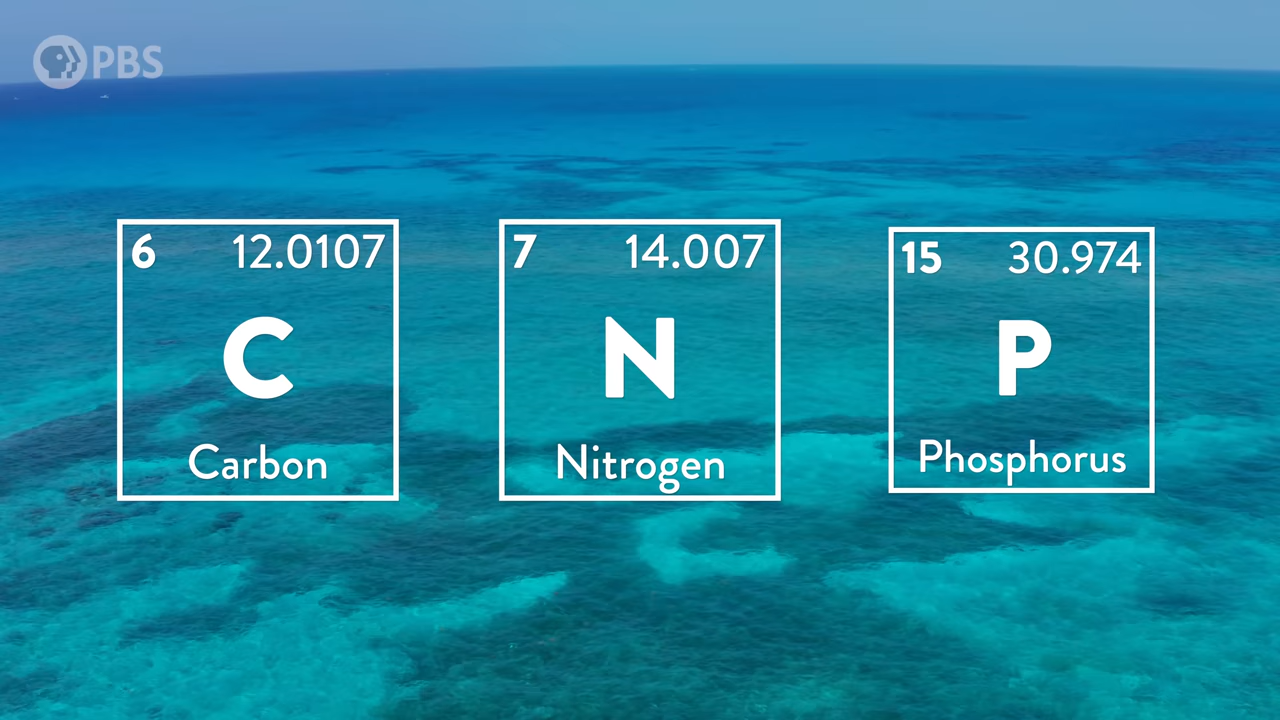 PBS
6 12.0107
C
Carbon
7 14.007
N
Nitrogen
15 30.974
P
Phosphorus